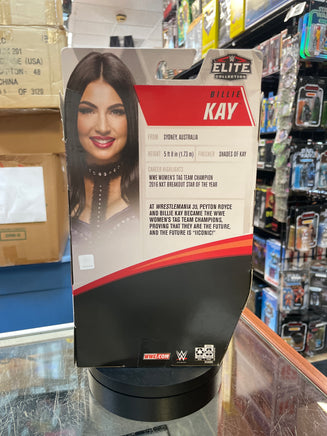 ELITE
COLLECTION
BILLIE
KAY
FROM: SYDNEY, AUSTRALIA
HEIGHT: 5 ft 8 in (1.73 m) FINISHER: SHADES OF KAY
CAREER HIGHLIGHTS
WWE WOMEN'S TAG TEAM CHAMPION
2016 NXT BREAKOUT STAR OF THE YEAR
AT WRESTLEMANIA 35, PEYTON ROYCE
AND BILLIE KAY BECAME THE WWE
WOMEN'S TAG TEAM CHAMPIONS,
PROVING THAT THEY ARE THE FUTURE,
AND THE FUTURE IS "IICONIC!"
WWE.COM